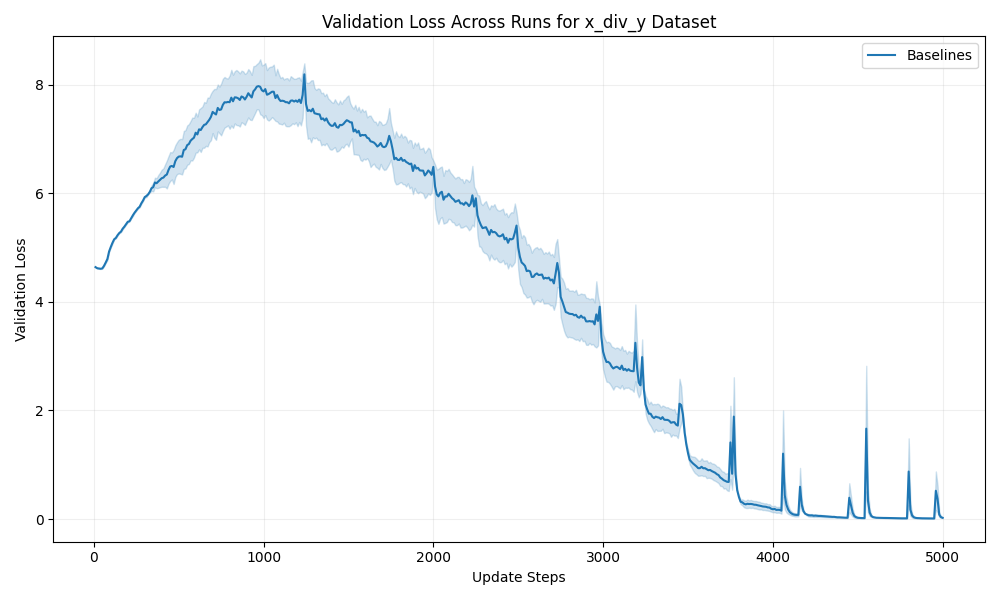 Validation Loss Across Runs for x_div_y Dataset
Baselines
8
6
4
2
0
Validation Loss
0 1000 2000 3000 4000 5000
Update Steps